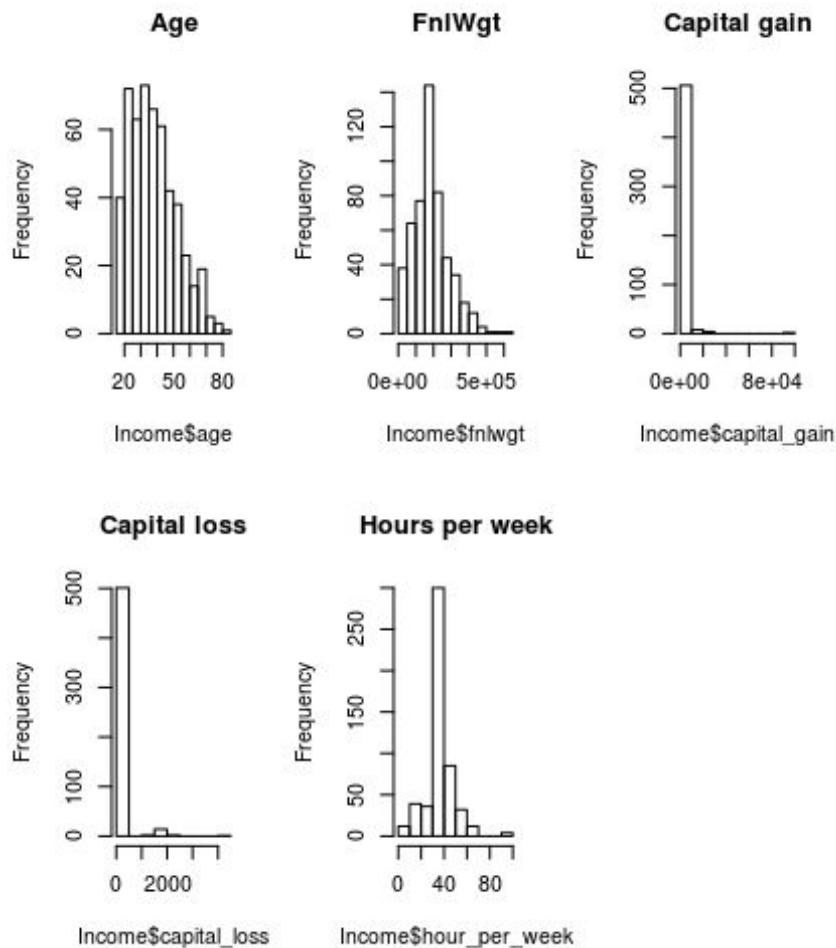 Age
Frequency
0
20
40
60
20 50 80
Income$age
FnlWgt
Frequency
0
40
80
120
0e+00 5e+05
Income$fnlwgt
Capital gain
Frequency
0
100
300
500
0e+00 8e+04
Income$capital_gain
Capital loss
Frequency
0
100
300
500
0 2000
Income$capital_loss
Hours per week
Frequency
0
50
150
250
0 40 80
Income$hour_per_week